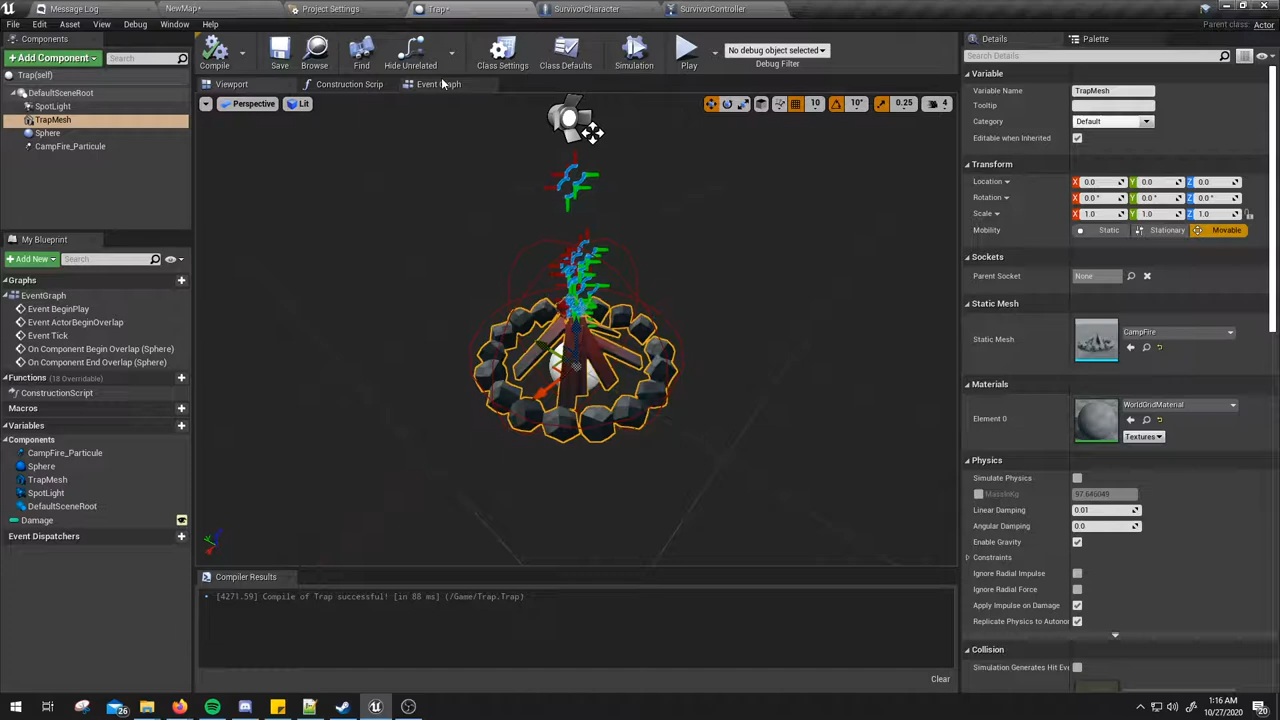 Message Log
NewMap*
Project Settings
Trap*
SurvivorCharacter
SurvivorController
File
Edit
Asset
View
Debug
Window
Help
Parent class: Actor
Components
Add Component
Search
Trap(self)
DefaultSceneRoot
SpotLight
TrapMesh
Sphere
CampFire_Particule
My Blueprint
Add New
Search
Graphs
EventGraph
Event BeginPlay
Event ActorBeginOverlap
Event Tick
On Component Begin Overlap (Sphere)
On Component End Overlap (Sphere)
Functions (18 Overridable)
ConstructionScript
Macros
Variables
Components
CampFire_Particule
Sphere
TrapMesh
SpotLight
DefaultSceneRoot
Damage
Event Dispatchers
Compile
Save
Browse
Find
Hide Unrelated
Class Settings
Class Defaults
Simulation
Play
No debug object selected
Debug Filter
Viewport
Construction Scrip
Event Graph
Perspective
Lit
10
10°
0.25
4
Compiler Results
[4271.59] Compile of Trap successful! [in 88 ms] (/Game/Trap.Trap)
Clear
Details
Palette
Search Details
Variable
Variable Name
TrapMesh
Tooltip
Category
Default
Editable when Inherited
Transform
Location
X 0.0
Y 0.0
Z 0.0
Rotation
X 0.0 °
Y 0.0 °
Z 0.0 °
Scale
X 1.0
Y 1.0
Z 1.0
Mobility
Static
Stationary
Movable
Sockets
Parent Socket
None
Static Mesh
Static Mesh
CampFire
Materials
Element 0
WorldGridMaterial
Textures
Physics
Simulate Physics
MassInKg
97.646049
Linear Damping
0.01
Angular Damping
0.0
Enable Gravity
Constraints
Ignore Radial Impulse
Ignore Radial Force
Apply Impulse on Damage
Replicate Physics to Autonom
Collision
Simulation Generates Hit Eve
26
1:16 AM
10/27/2020
20